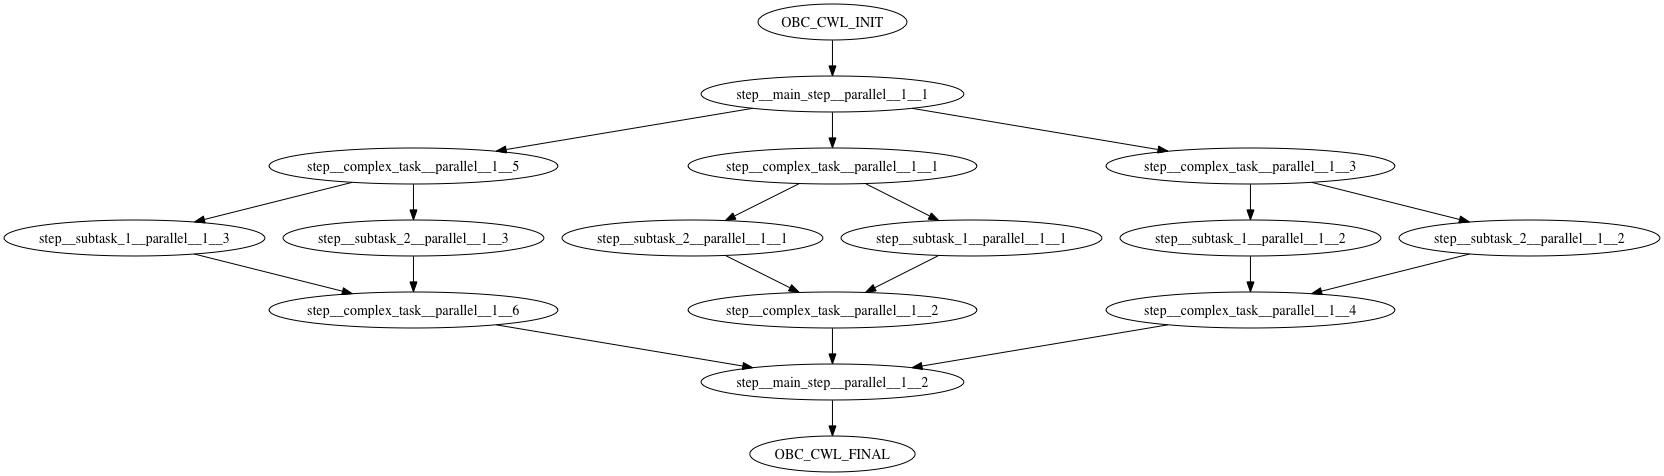 OBC_CWL_INIT
step__main_step__parallel__1__1
step__complex_task__parallel__1__5
step__complex_task__parallel__1__1
step__complex_task__parallel__1__3
step__subtask_1__parallel__1__3
step__subtask_2__parallel__1__3
step__subtask_2__parallel__1__1
step__subtask_1__parallel__1__1
step__subtask_1__parallel__1__2
step__subtask_2__parallel__1__2
step__complex_task__parallel__1__6
step__complex_task__parallel__1__2
step__complex_task__parallel__1__4
step__main_step__parallel__1__2
OBC_CWL_FINAL